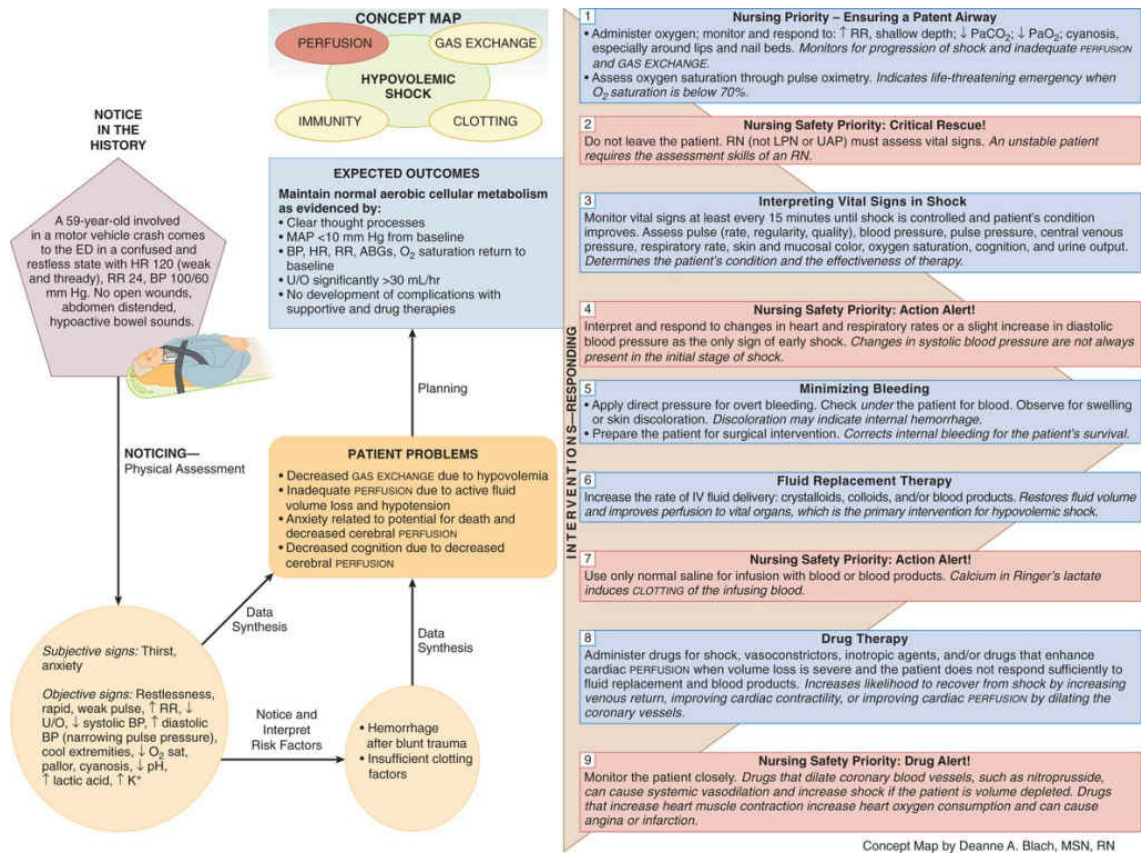 CONCEPT MAP
PERFUSION
GAS EXCHANGE
HYPOVOLEMIC
SHOCK
IMMUNITY
CLOTTING
NOTICE
IN THE
HISTORY
A 59-year-old involved
in a motor vehicle crash comes
to the ED in a confused and
restless state with HR 120 (weak
and thready), RR 24, BP 100/60
mm Hg. No open wounds,
abdomen distended,
hypoactive bowel sounds.
NOTICING—
Physical Assessment
Subjective signs: Thirst,
anxiety
Objective signs: Restlessness,
rapid, weak pulse, ↑ RR, ↓
U/O, ↓ systolic BP, ↑ diastolic
BP (narrowing pulse pressure),
cool extremities, ↓ O₂ sat,
pallor, cyanosis, ↓ pH,
↑ lactic acid, ↑ K⁺
EXPECTED OUTCOMES
Maintain normal aerobic cellular metabolism
as evidenced by:
• Clear thought processes
• MAP <10 mm Hg from baseline
• BP, HR, RR, ABGs, O₂ saturation return to
baseline
• U/O significantly >30 mL/hr
• No development of complications with
supportive and drug therapies
Planning
PATIENT PROBLEMS
• Decreased GAS EXCHANGE due to hypovolemia
• Inadequate PERFUSION due to active fluid
volume loss and hypotension
• Anxiety related to potential for death and
decreased cerebral PERFUSION
• Decreased cognition due to decreased
cerebral PERFUSION
Data
Synthesis
Data
Synthesis
Notice and
Interpret
Risk Factors
• Hemorrhage
after blunt trauma
• Insufficient clotting
factors
INTERVENTIONS—RESPONDING
1 Nursing Priority – Ensuring a Patent Airway
• Administer oxygen; monitor and respond to: ↑ RR, shallow depth; ↓ PaCO₂; ↓ PaO₂; cyanosis,
especially around lips and nail beds. Monitors for progression of shock and inadequate PERFUSION
and GAS EXCHANGE.
• Assess oxygen saturation through pulse oximetry. Indicates life-threatening emergency when
O₂ saturation is below 70%.
2 Nursing Safety Priority: Critical Rescue!
Do not leave the patient. RN (not LPN or UAP) must assess vital signs. An unstable patient
requires the assessment skills of an RN.
3 Interpreting Vital Signs in Shock
Monitor vital signs at least every 15 minutes until shock is controlled and patient's condition
improves. Assess pulse (rate, regularity, quality), blood pressure, pulse pressure, central venous
pressure, respiratory rate, skin and mucosal color, oxygen saturation, cognition, and urine output.
Determines the patient's condition and the effectiveness of therapy.
4 Nursing Safety Priority: Action Alert!
Interpret and respond to changes in heart and respiratory rates or a slight increase in diastolic
blood pressure as the only sign of early shock. Changes in systolic blood pressure are not always
present in the initial stage of shock.
5 Minimizing Bleeding
• Apply direct pressure for overt bleeding. Check under the patient for blood. Observe for swelling
or skin discoloration. Discoloration may indicate internal hemorrhage.
• Prepare the patient for surgical intervention. Corrects internal bleeding for the patient's survival.
6 Fluid Replacement Therapy
Increase the rate of IV fluid delivery: crystalloids, colloids, and/or blood products. Restores fluid volume
and improves perfusion to vital organs, which is the primary intervention for hypovolemic shock.
7 Nursing Safety Priority: Action Alert!
Use only normal saline for infusion with blood or blood products. Calcium in Ringer's lactate
induces CLOTTING of the infusing blood.
8 Drug Therapy
Administer drugs for shock, vasoconstrictors, inotropic agents, and/or drugs that enhance
cardiac PERFUSION when volume loss is severe and the patient does not respond sufficiently to
fluid replacement and blood products. Increases likelihood to recover from shock by increasing
venous return, improving cardiac contractility, or improving cardiac PERFUSION by dilating the
coronary vessels.
9 Nursing Safety Priority: Drug Alert!
Monitor the patient closely. Drugs that dilate coronary blood vessels, such as nitroprusside,
can cause systemic vasodilation and increase shock if the patient is volume depleted. Drugs
that increase heart muscle contraction increase heart oxygen consumption and can cause
angina or infarction.
Concept Map by Deanne A. Blach, MSN, RN